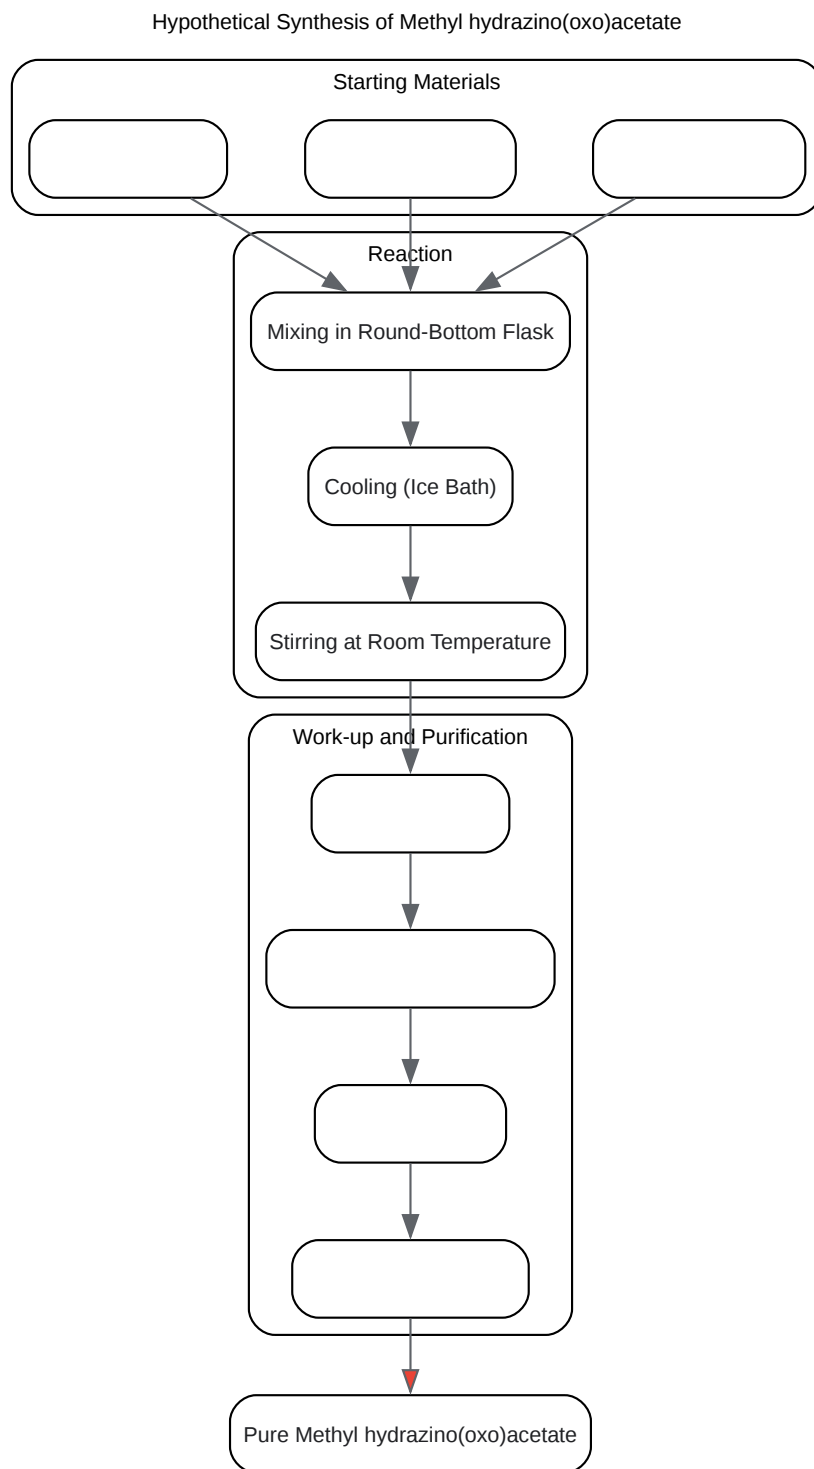 Hypothetical Synthesis of Methyl hydrazino(oxo)acetate
Starting Materials
Reaction
Mixing in Round-Bottom Flask
Cooling (Ice Bath)
Stirring at Room Temperature
Work-up and Purification
Pure Methyl hydrazino(oxo)acetate